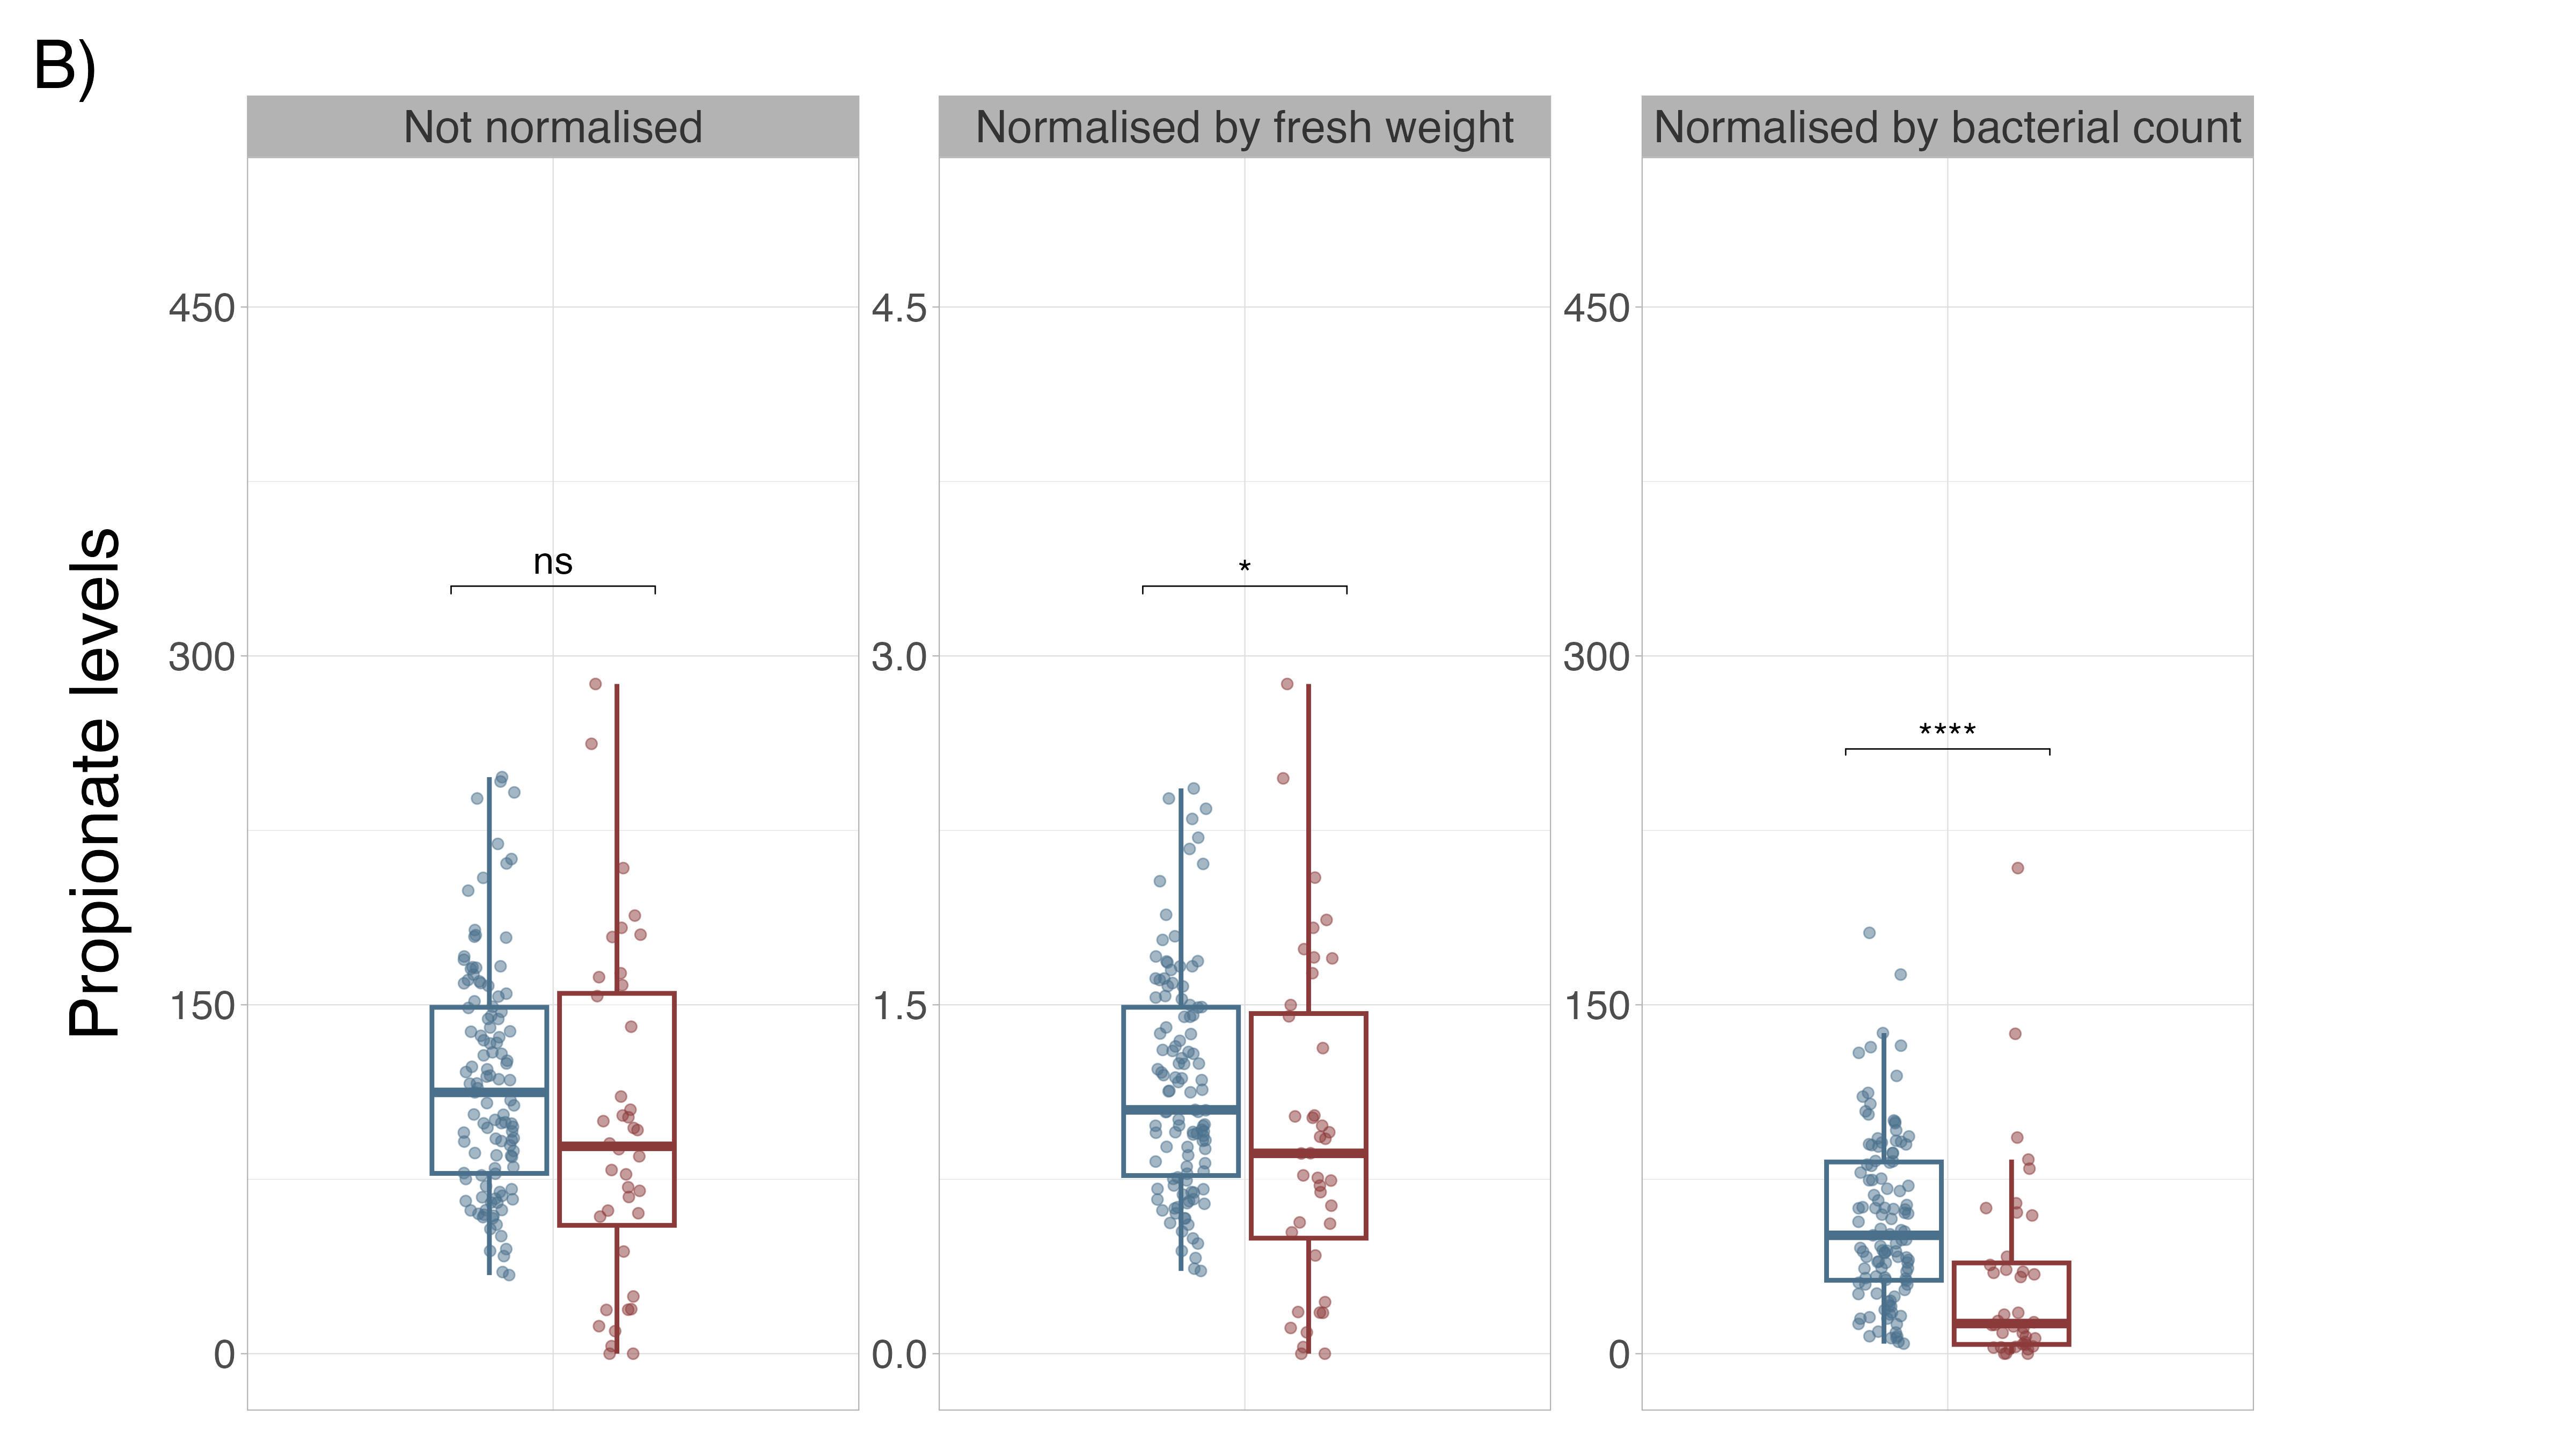 B)
Not normalised
Normalised by fresh weight
Normalised by bacterial count
Propionate levels
450
300
150
0
ns
4.5
3.0
1.5
0.0
*
450
300
150
0
****